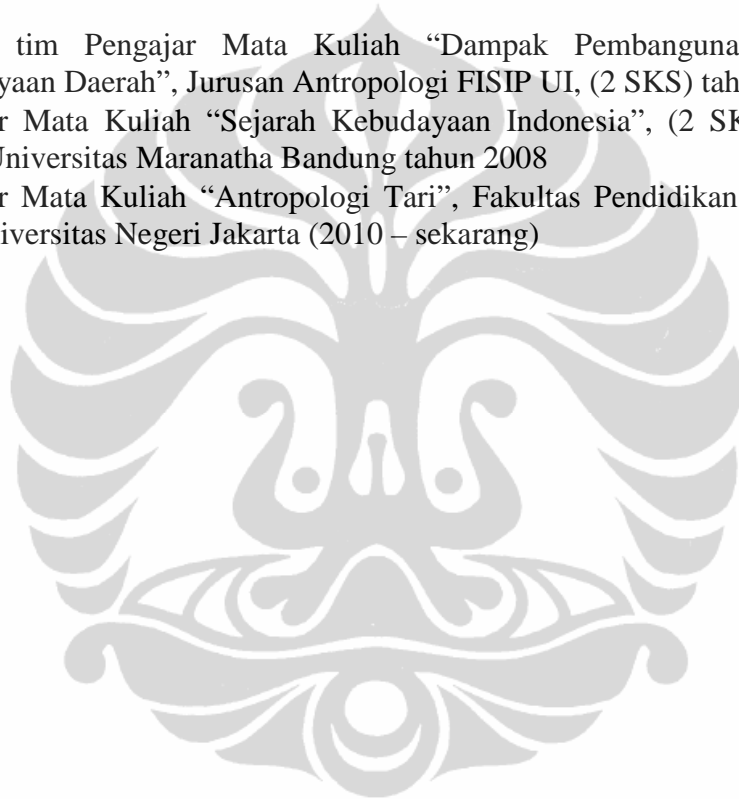 tim Pengajar Mata Kuliah “Dampak Pembanguna
yaan Daerah”, Jurusan Antropologi FISIP UI, (2 SKS) tah
r Mata Kuliah “Sejarah Kebudayaan Indonesia”, (2 SK
Universitas Maranatha Bandung tahun 2008
r Mata Kuliah “Antropologi Tari”, Fakultas Pendidikan
iversitas Negeri Jakarta (2010 – sekarang)